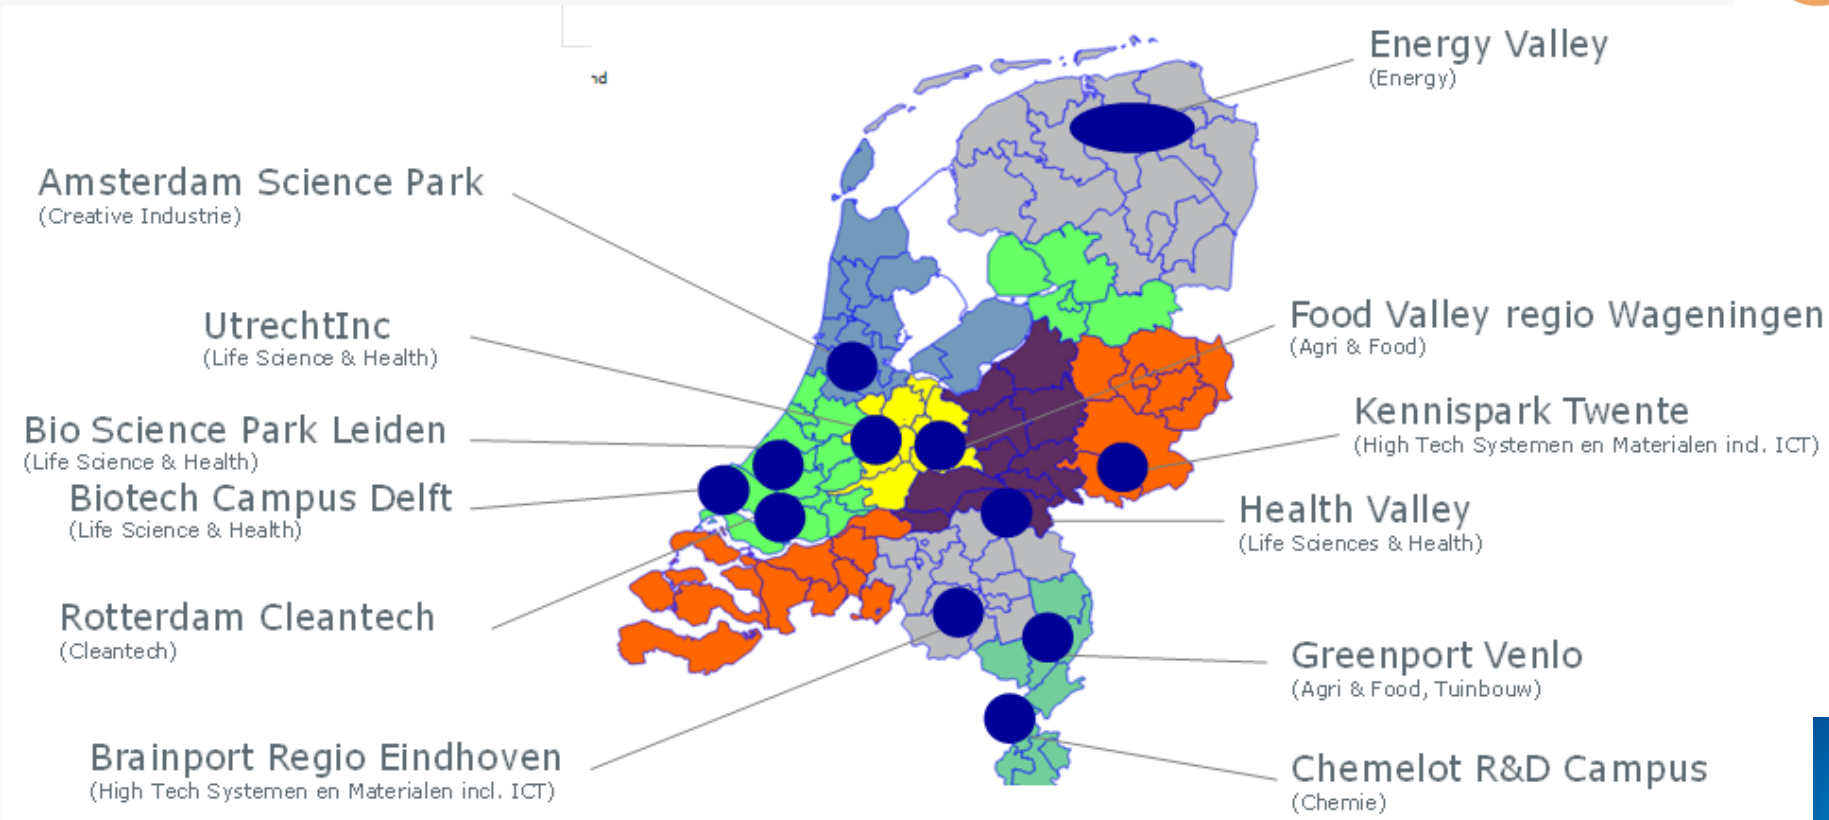 Energy Valley
(Energy)
nd
Amsterdam Science Park
(Creative Industrie)
UtrechtInc
(Life Science & Health)
Food Valley regio Wageningen
(Agri & Food)
Bio Science Park Leiden
(Life Science & Health)
Kennispark Twente
(High Tech Systemen en Materialen incl. ICT)
Biotech Campus Delft
(Life Science & Health)
Health Valley
(Life Sciences & Health)
Rotterdam Cleantech
(Cleantech)
Greenport Venlo
(Agri & Food, Tuinbouw)
Brainport Regio Eindhoven
(High Tech Systemen en Materialen incl. ICT)
Chemelot R&D Campus
(Chemie)